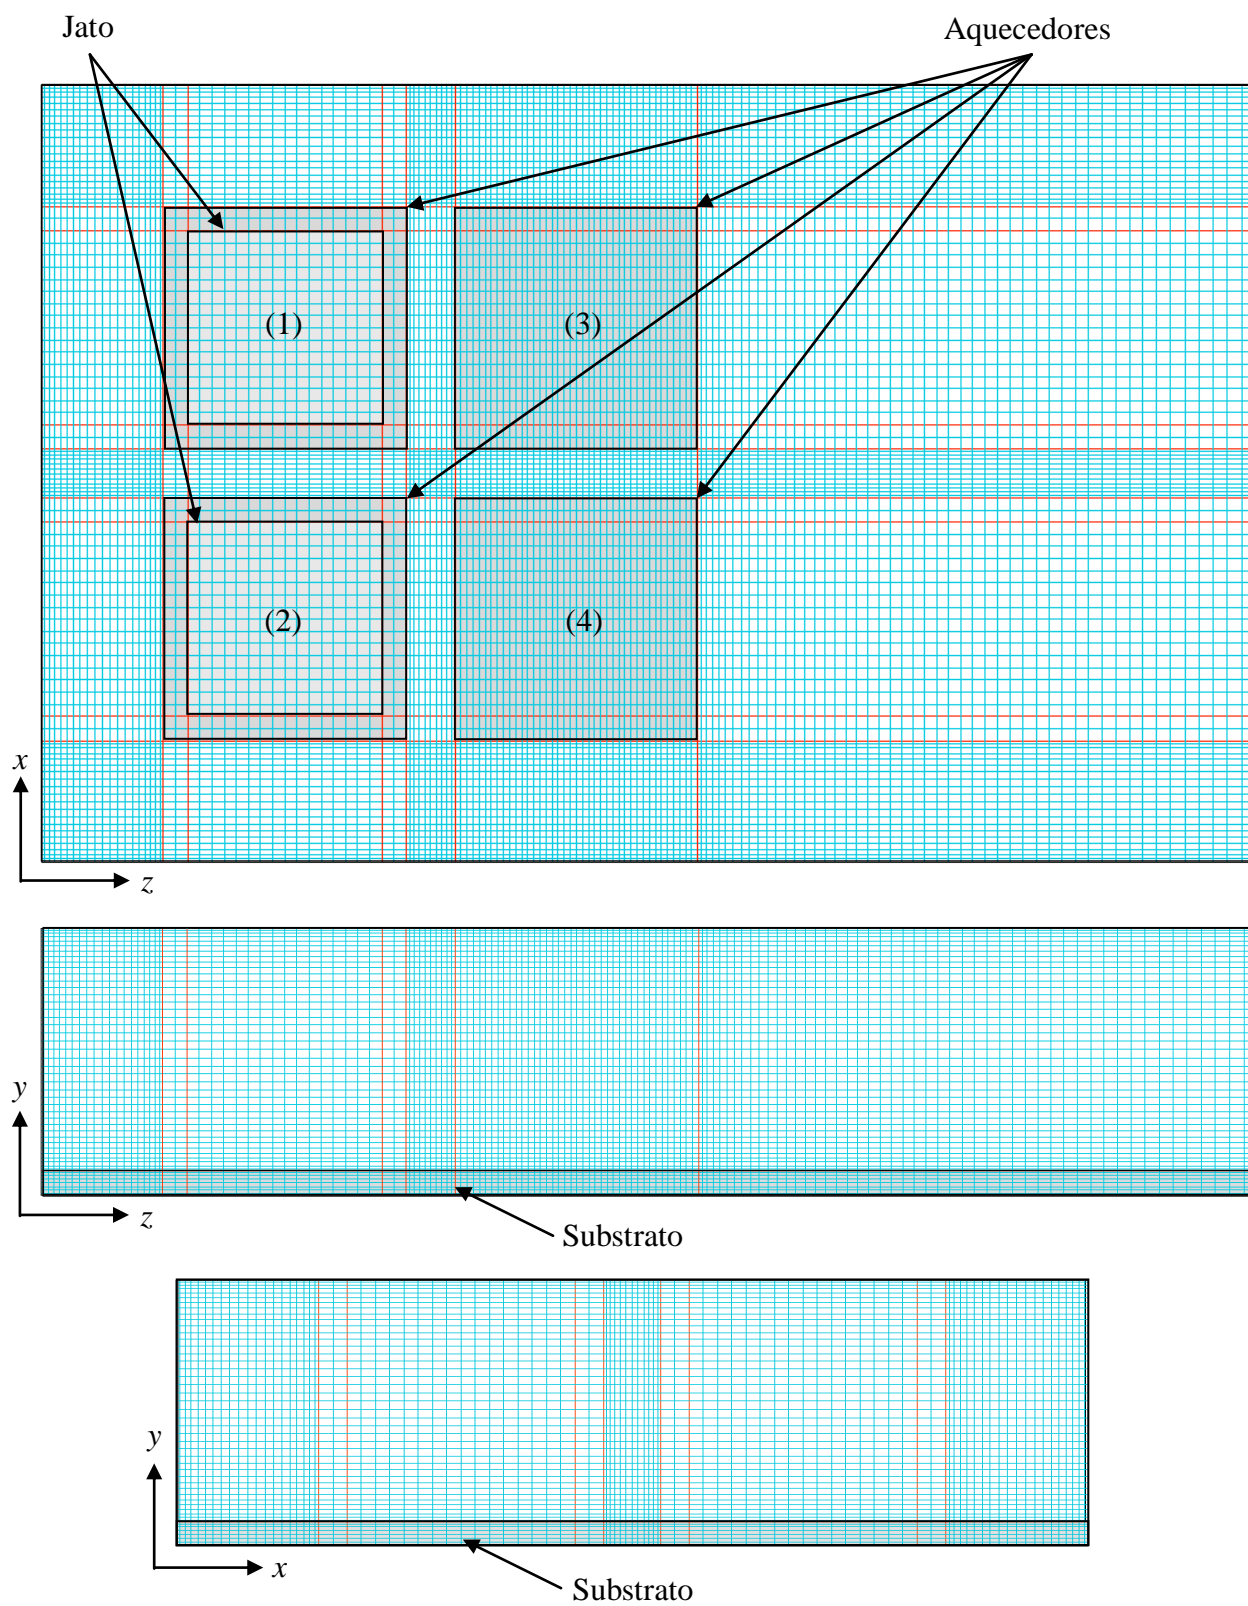 Jato
Aquecedores
(1)
(3)
(2)
(4)
x
z
y
z
Substrato
y
x
Substrato